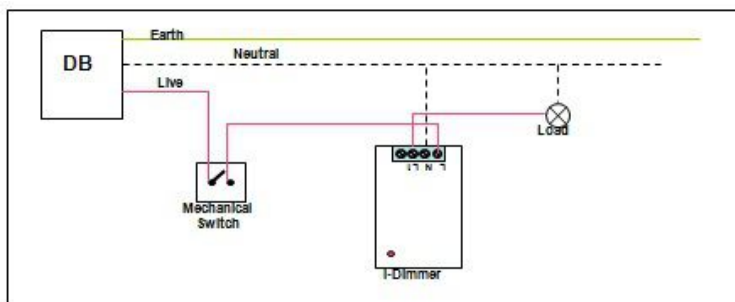 Earth
DB
Neutral
Live
Load
L1 N L
Mechanical
Switch
I-Dimmer